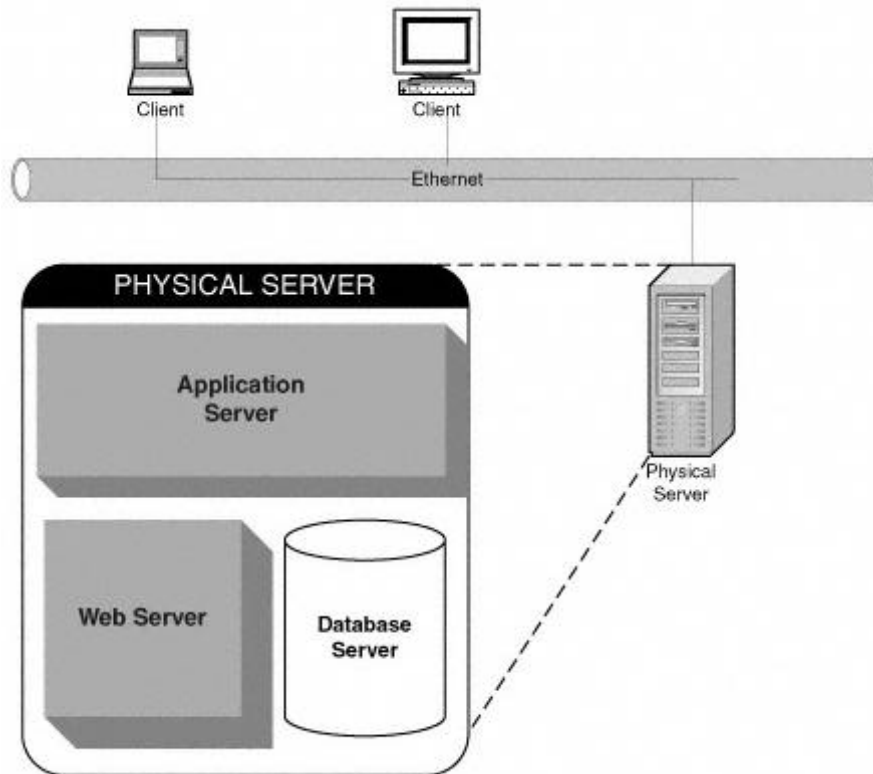 Client
Client
Ethernet
PHYSICAL SERVER
Application
Server
Physical
Server
Web Server
Database
Server